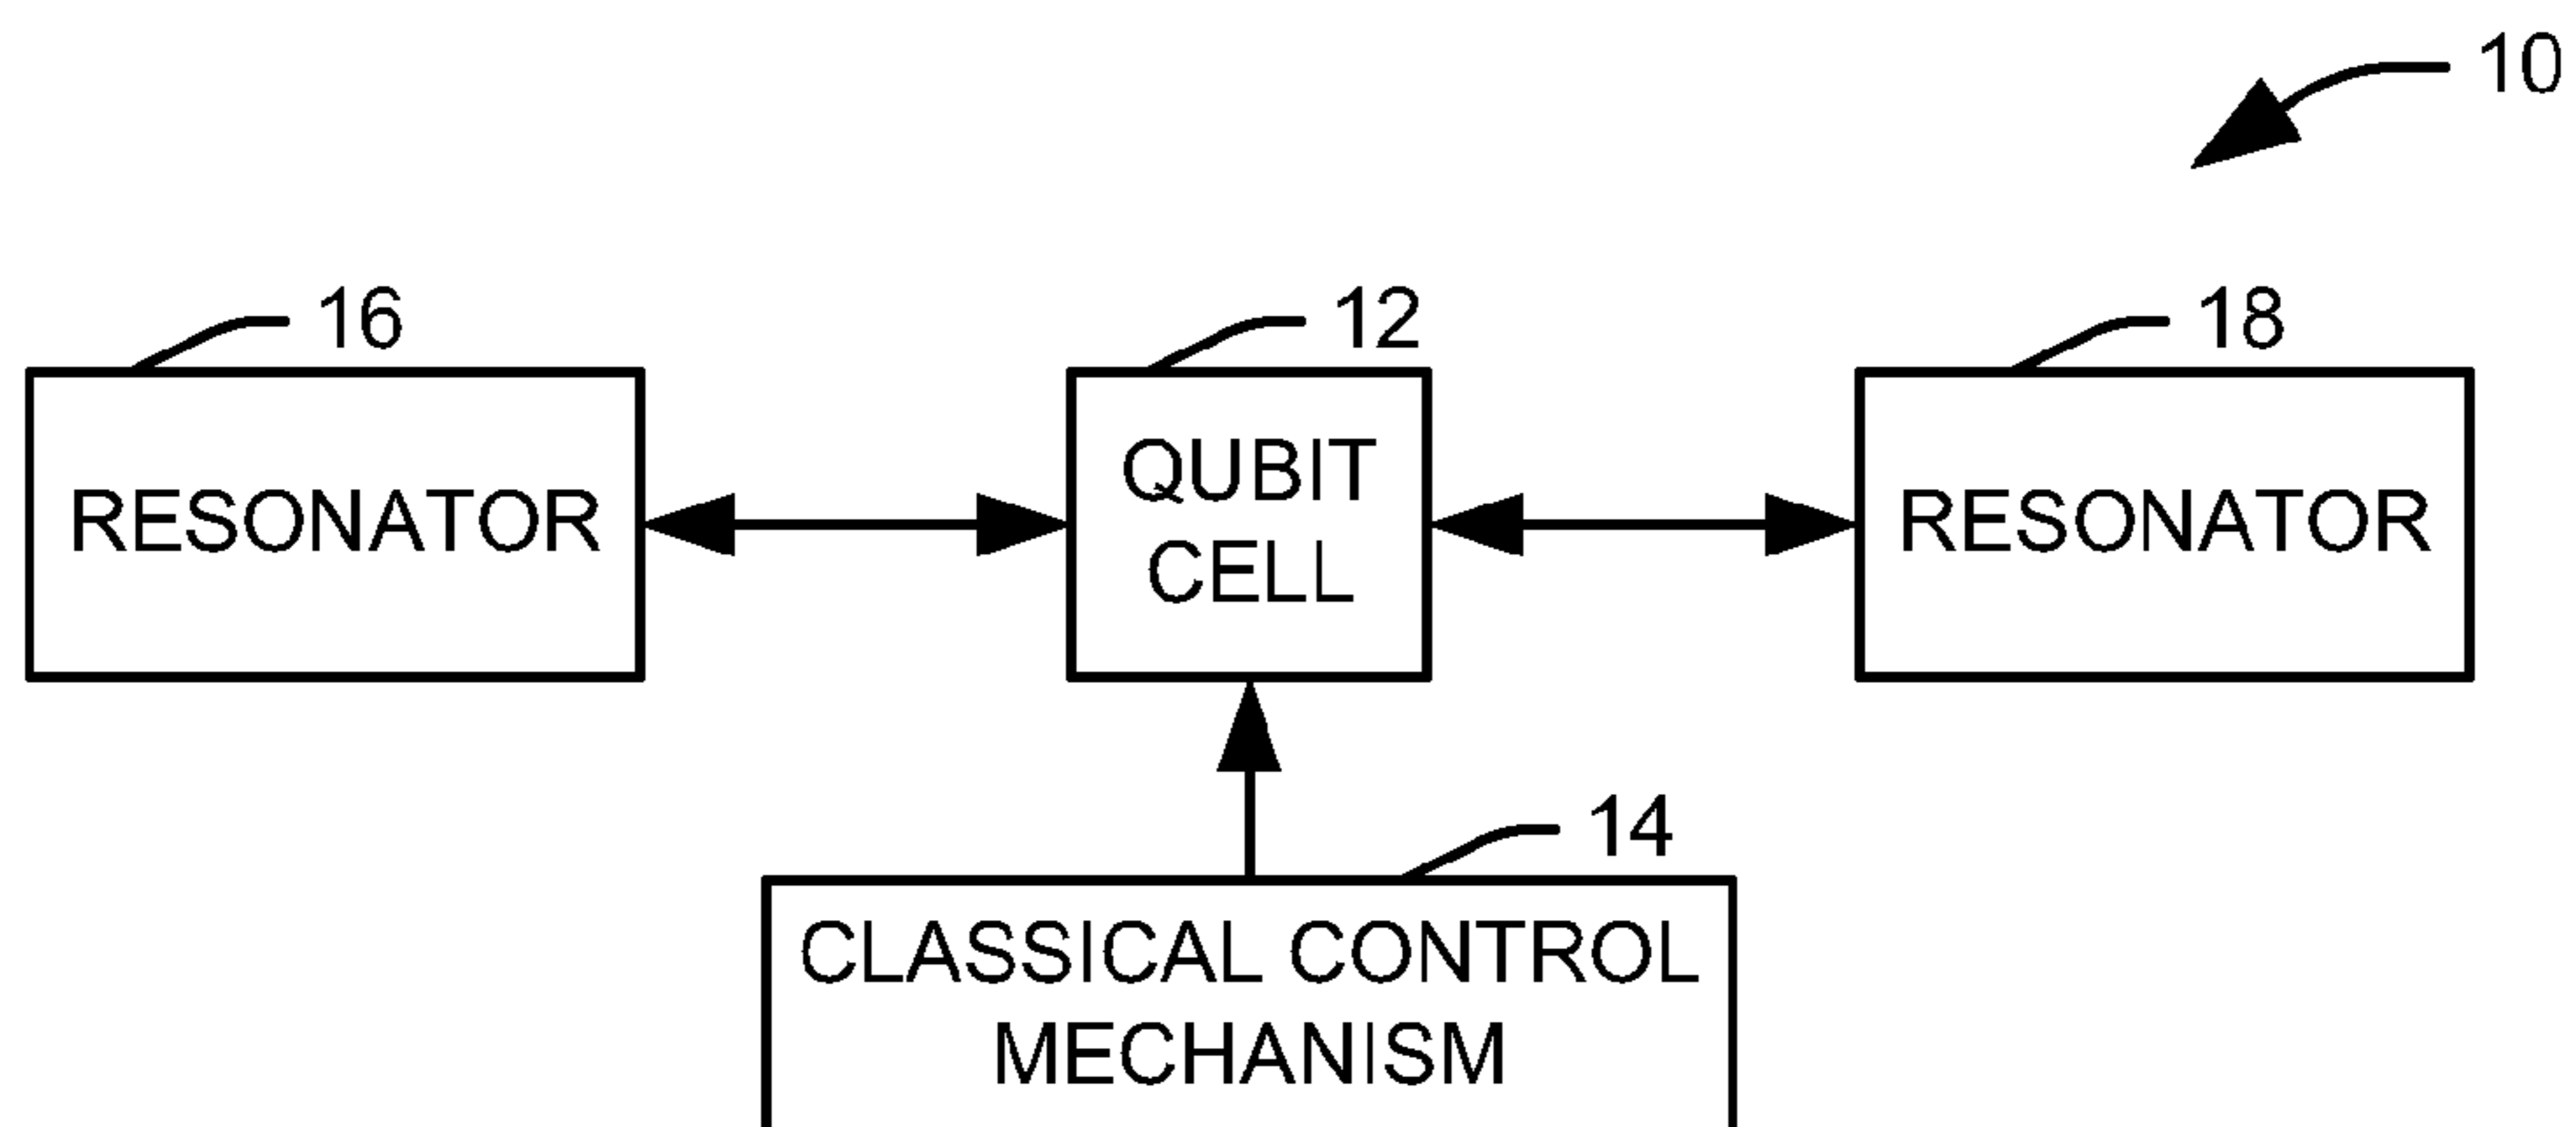 10
16
12
18
RESONATOR
QUBIT
CELL
RESONATOR
14
CLASSICAL CONTROL
MECHANISM